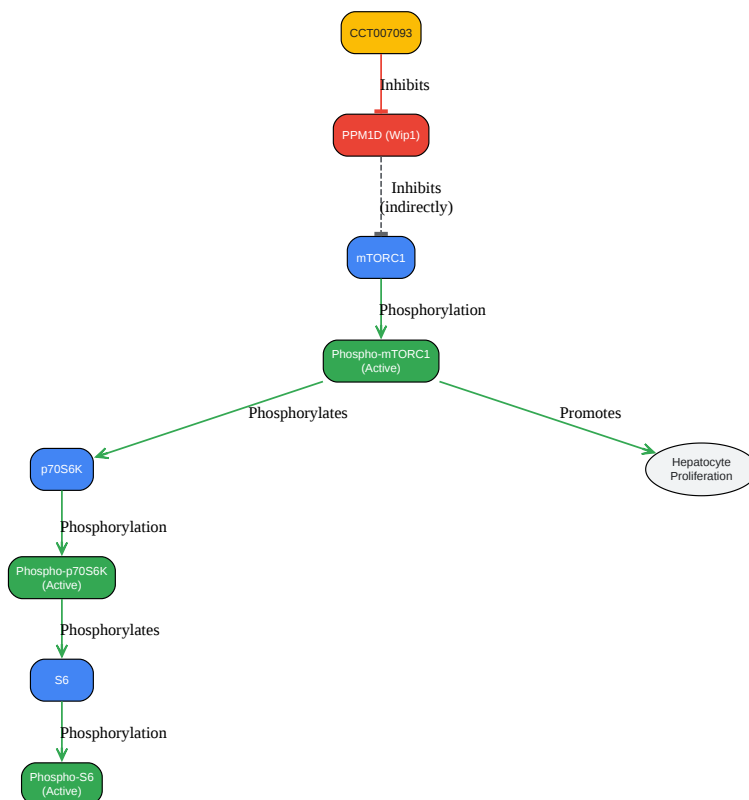 CCT007093
Inhibits
PPM1D (Wip1)
Inhibits
(indirectly)
mTORC1
Phosphorylation
Phospho-mTORC1
(Active)
Phosphorylates
Promotes
p70S6K
Hepatocyte
Proliferation
Phosphorylation
Phospho-p70S6K
(Active)
Phosphorylates
S6
Phosphorylation
Phospho-S6
(Active)